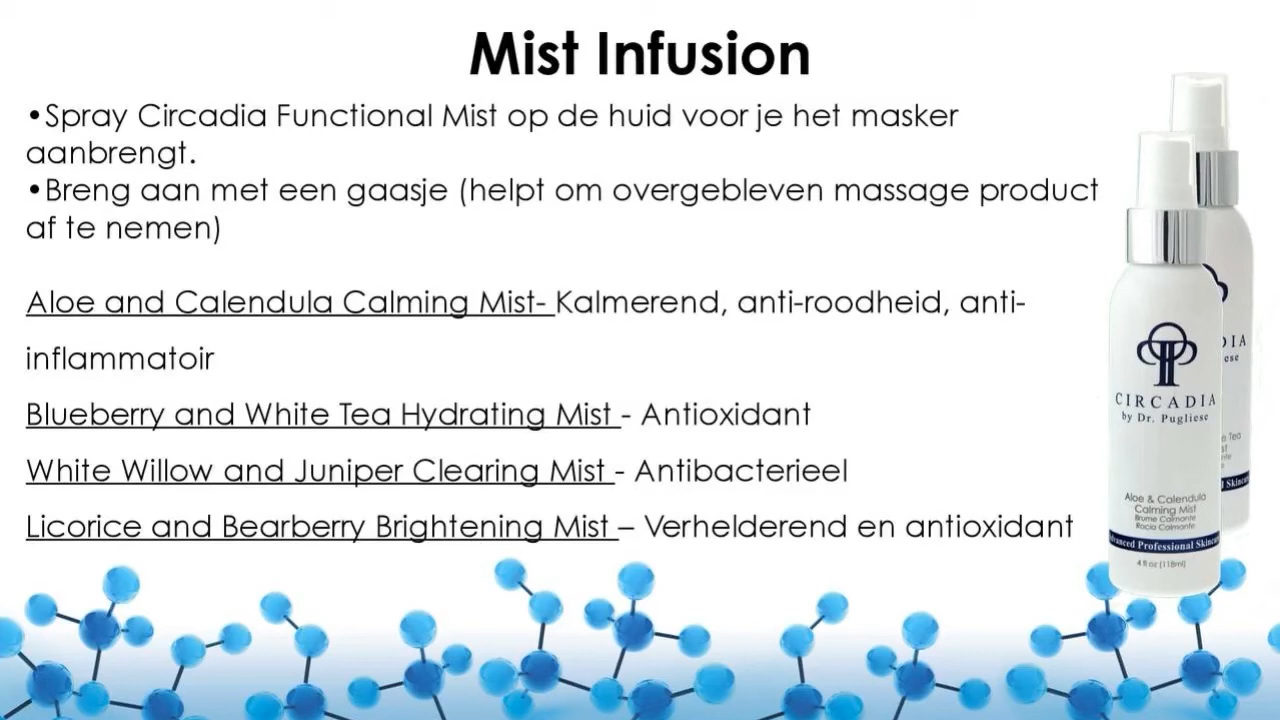 Mist Infusion
•Spray Circadia Functional Mist op de huid voor je het masker
aanbrengt.
•Breng aan met een gaasje (helpt om overgebleven massage product
af te nemen)
Aloe and Calendula Calming Mist- Kalmerend, anti-roodheid, anti-
inflammatoir
Blueberry and White Tea Hydrating Mist - Antioxidant
White Willow and Juniper Clearing Mist - Antibacterieel
Licorice and Bearberry Brightening Mist – Verhelderend en antioxidant
CIRCADIA
by Dr. Pugliese
Aloe & Calendula
Calming Mist
Brume Calmante
Rocío Calmante
Advanced Professional Skincare
4 fl oz (118ml)